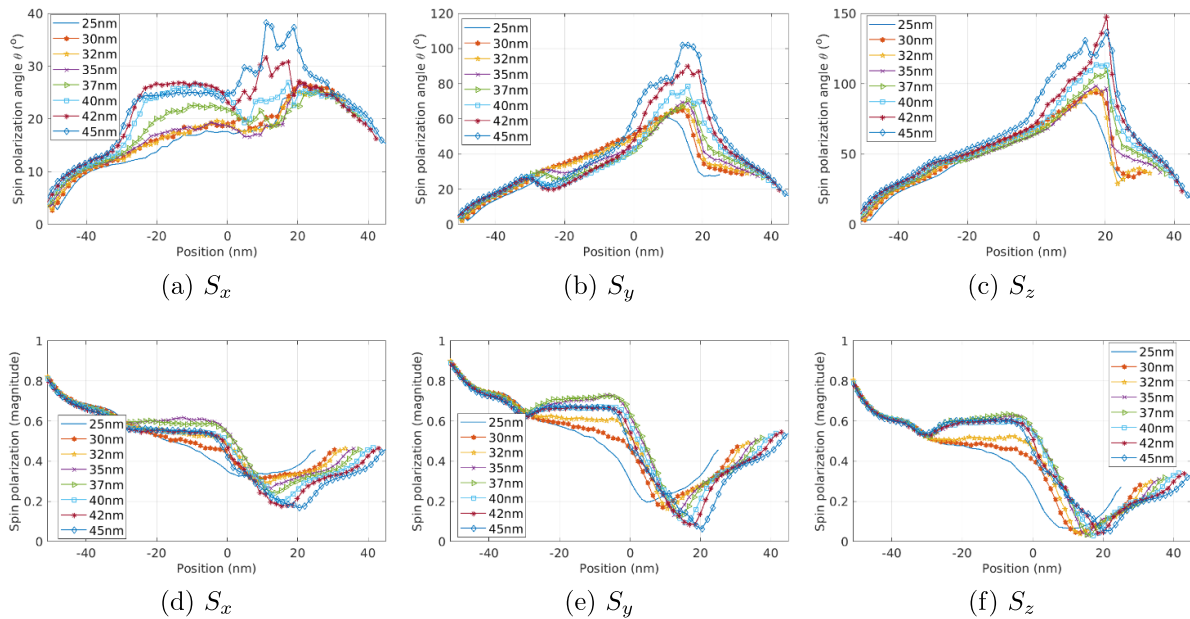 40
30
20
10
0
-40
-20
0
20
40
Spin polarization angle θ (°)
Position (nm)
25nm
30nm
32nm
35nm
37nm
40nm
42nm
45nm
(a) Sx
120
100
80
60
40
20
0
-40
-20
0
20
40
Spin polarization angle θ (°)
Position (nm)
25nm
30nm
32nm
35nm
37nm
40nm
42nm
45nm
(b) Sy
150
100
50
0
-40
-20
0
20
40
Spin polarization angle θ (°)
Position (nm)
25nm
30nm
32nm
35nm
37nm
40nm
42nm
45nm
(c) Sz
1
0.8
0.6
0.4
0.2
0
-40
-20
0
20
40
Spin polarization (magnitude)
Position (nm)
25nm
30nm
32nm
35nm
37nm
40nm
42nm
45nm
(d) Sx
1
0.8
0.6
0.4
0.2
0
-40
-20
0
20
40
Spin polarization (magnitude)
Position (nm)
25nm
30nm
32nm
35nm
37nm
40nm
42nm
45nm
(e) Sy
1
0.8
0.6
0.4
0.2
0
-40
-20
0
20
40
Spin polarization (magnitude)
Position (nm)
25nm
30nm
32nm
35nm
37nm
40nm
42nm
45nm
(f) Sz